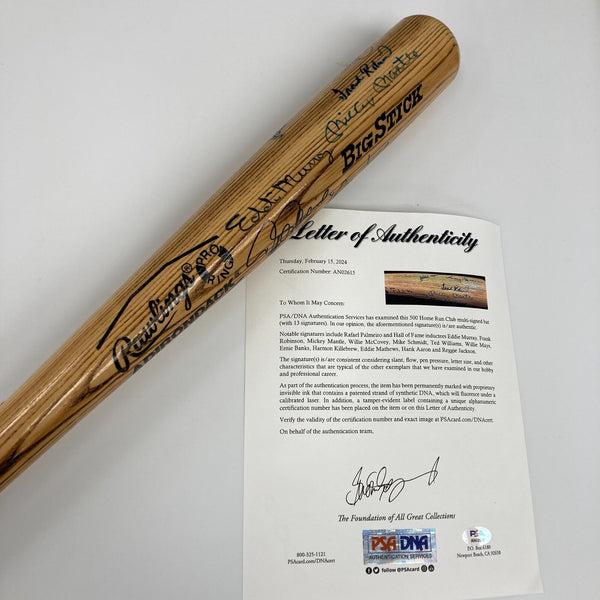 Frank Robinson
Mickey Mantle
BIG STICK
Eddie Murray
Rawlings®
PRO
RING
ADIRONDACK
Letter of Authenticity
Thursday, February 15, 2024
Certification Number: AN02615
To Whom It May Concern:
PSA/DNA Authentication Services has examined this 500 Home Run Club multi-signed bat
(with 13 signatures). In our opinion, the aforementioned signature(s) is/are authentic.
Notable signatures include Rafael Palmeiro and Hall of Fame inductees Eddie Murray, Frank
Robinson, Mickey Mantle, Willie McCovey, Mike Schmidt, Ted Williams, Willie Mays,
Ernie Banks, Harmon Killebrew, Eddie Mathews, Hank Aaron and Reggie Jackson.
The signature(s) is/are consistent considering slant, flow, pen pressure, letter size, and other
characteristics that are typical of the other exemplars that we have examined in our hobby
and professional career.
As part of the authentication process, the item has been permanently marked with proprietary
invisible ink that contains a patented strand of synthetic DNA, which will fluoresce under a
calibrated laser. In addition, a tamper-evident label containing a unique alphanumeric
certification number has been placed on the item or on this Letter of Authenticity.
Verify the validity of the certification number and exact image at PSAcard.com/DNAcert.
On behalf of the authentication team,
The Foundation of All Great Collections
800-325-1121
PSAcard.com/DNAcert
PSA DNA
AUTHENTICATION SERVICES
follow @PSAcard
PSA
AN02615
P.O. Box 6180
Newport Beach, CA 92658